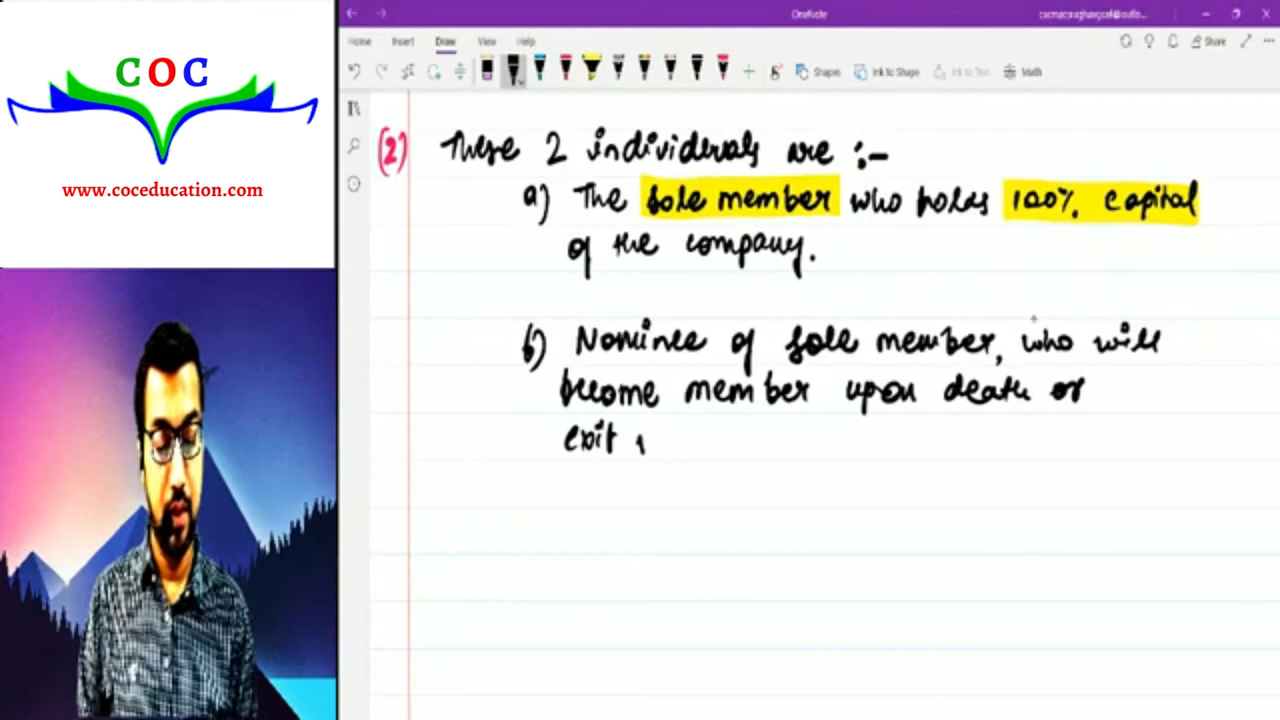 COC
www.coceducation.com
OneNote
Home Insert Draw View Help
Share
Shapes Ink to Shape Ink to Text Math
(2) These 2 individuals are :-
a) The sole member who holds 100% capital
of the company.
b) Nominee of sole member, who will
become member upon death or
exit